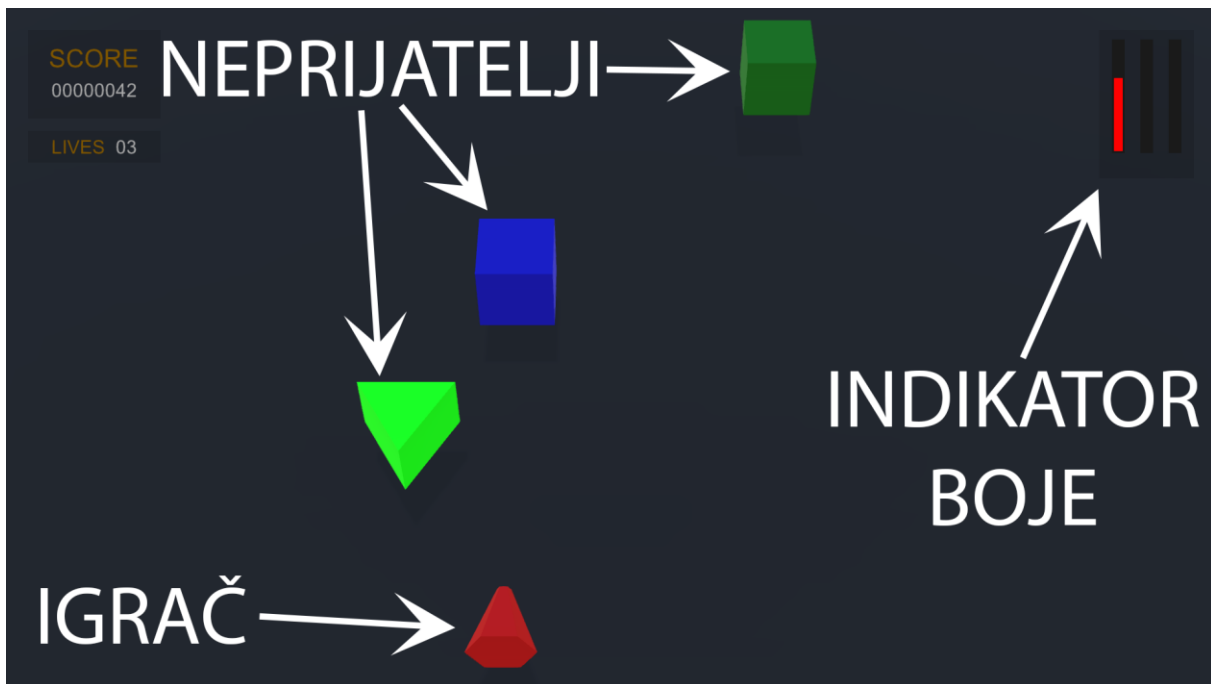 SCORE
00000042
LIVES 03
NEPRIJATELJI
INDIKATOR
BOJE
IGRAČ